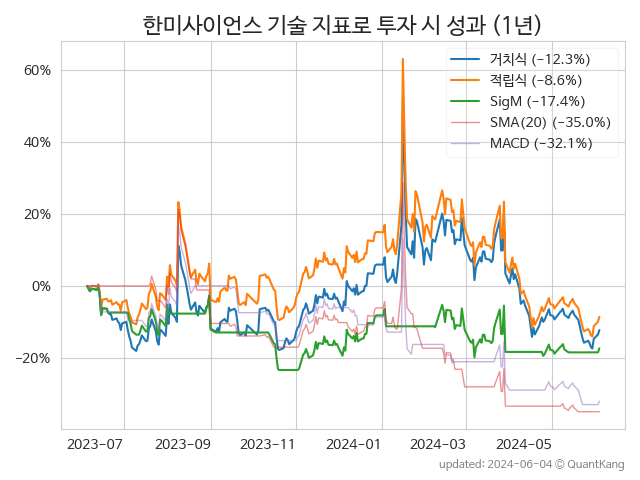 한미사이언스 기술 지표로 투자 시 성과 (1년)
60%
40%
20%
0%
−20%
거치식 (−12.3%)
적립식 (−8.6%)
SigM (−17.4%)
SMA(20) (−35.0%)
MACD (−32.1%)
2023-07 2023-09 2023-11 2024-01 2024-03 2024-05
updated: 2024-06-04 © QuantKang